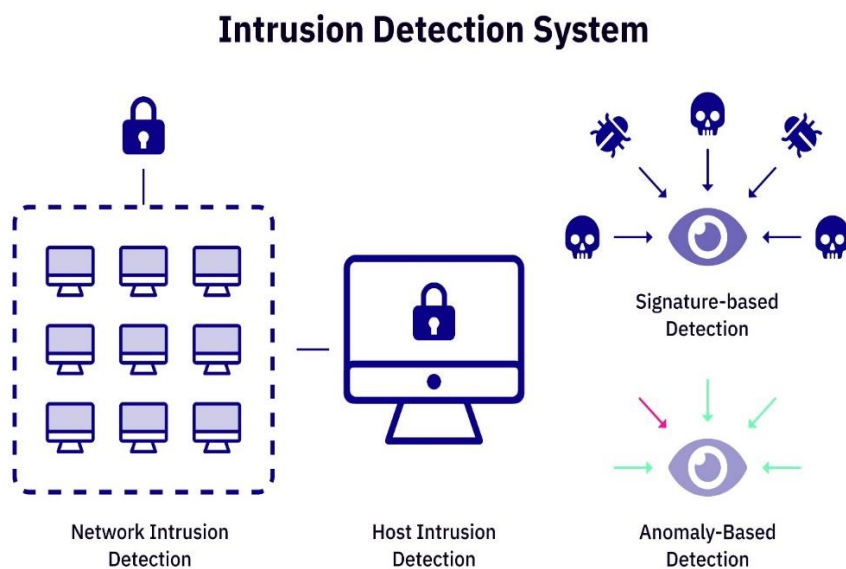 Intrusion Detection System
Signature-based
Detection
Network Intrusion
Detection
Host Intrusion
Detection
Anomaly-Based
Detection